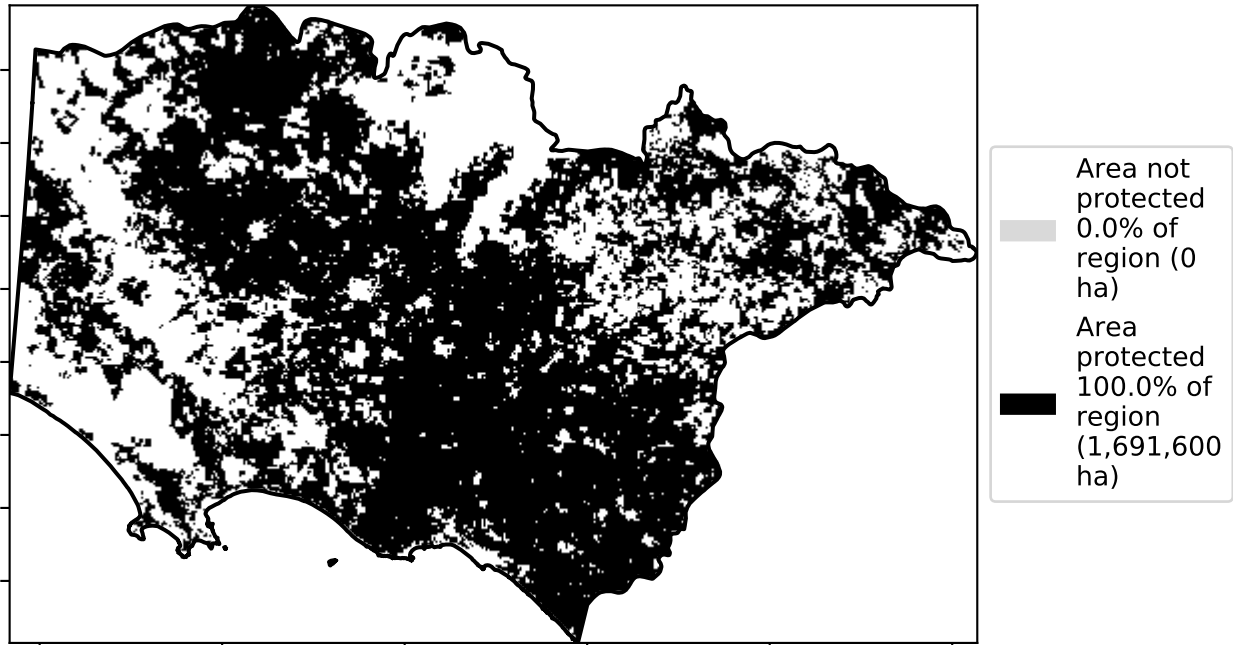 Area not
protected
0.0% of
region (0
ha)
Area
protected
100.0% of
region
(1,691,600
ha)